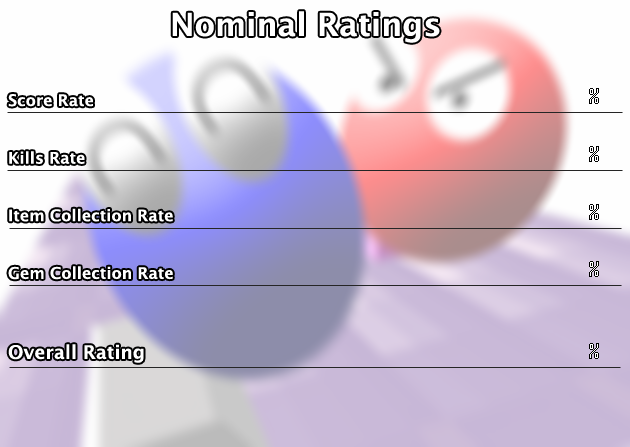 Nominal Ratings
Score Rate %
Kills Rate %
Item Collection Rate %
Gem Collection Rate %
Overall Rating %